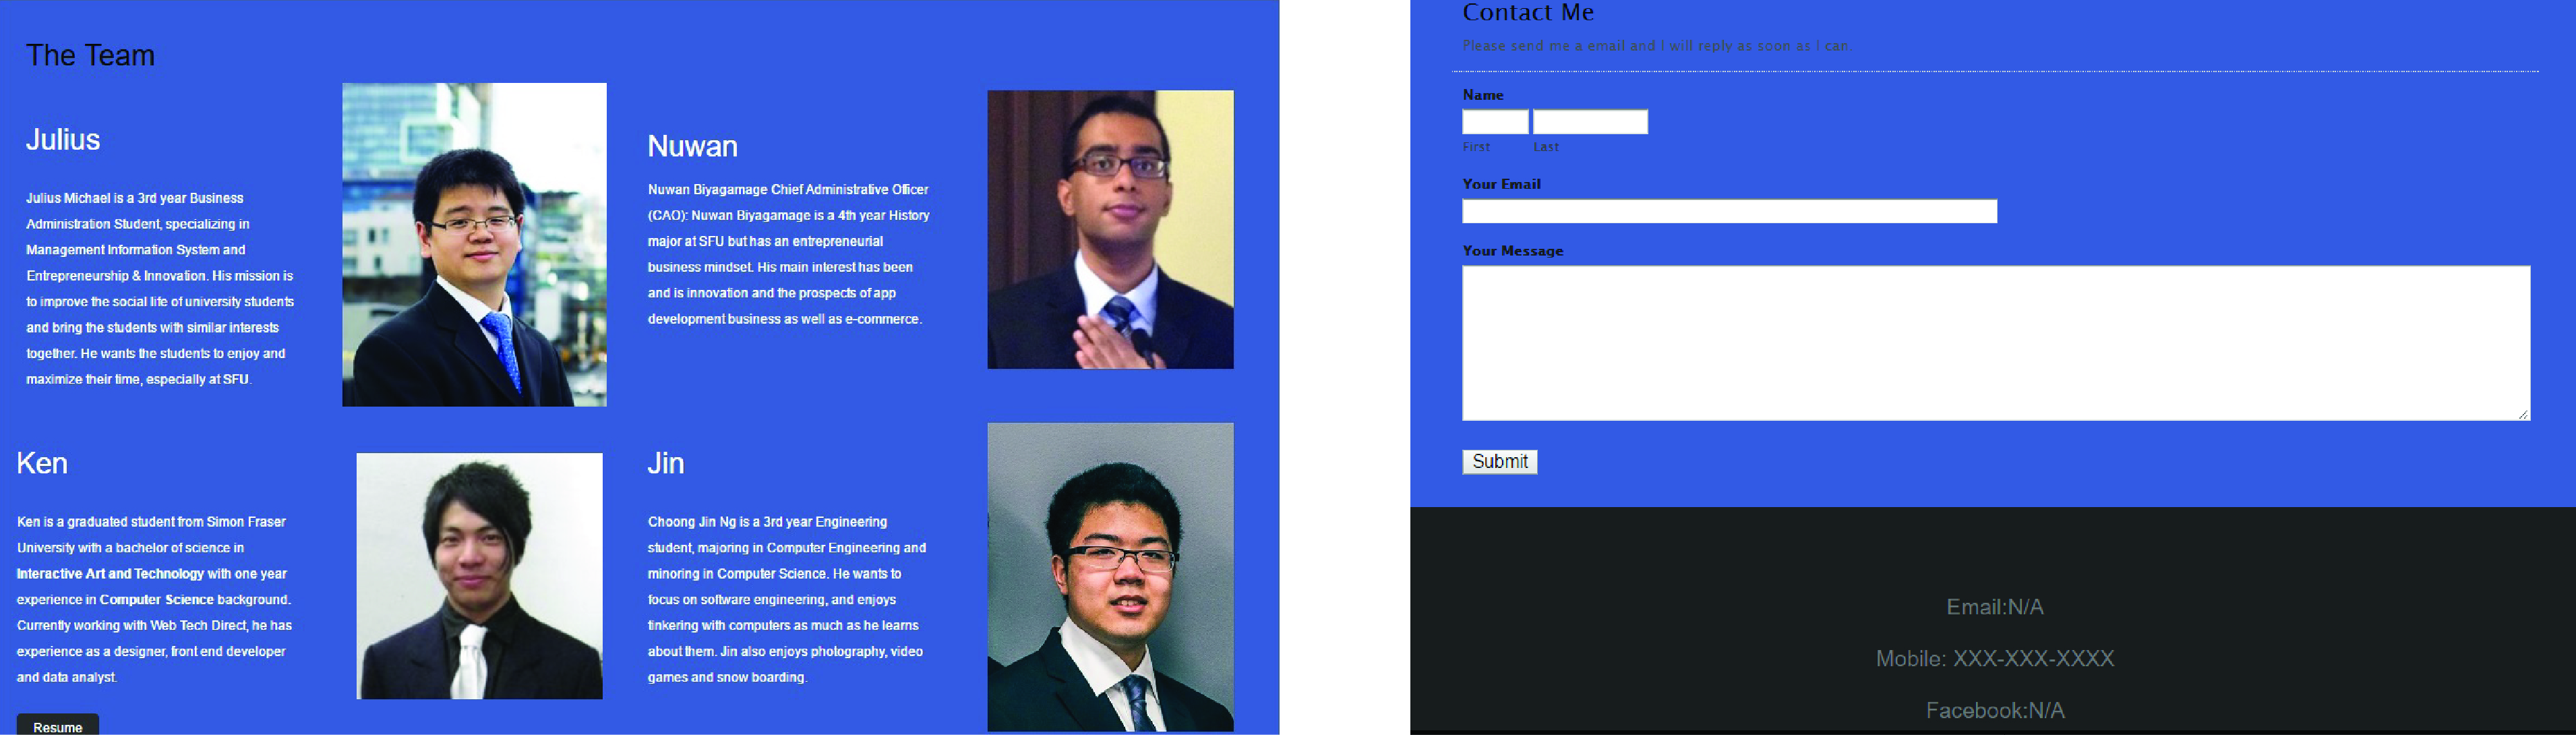 The Team
Julius
Julius Michael is a 3rd year Business
Administration Student, specializing in
Management Information System and
Entrepreneurship & Innovation. His mission is
to improve the social life of university students
and bring the students with similar interests
together. He wants the students to enjoy and
maximize their time, especially at SFU.
Nuwan
Nuwan Biyagamage Chief Administrative Officer
(CAO): Nuwan Biyagamage is a 4th year History
major at SFU but has an entrepreneurial
business mindset. His main interest has been
and is innovation and the prospects of app
development business as well as e-commerce.
Ken
Ken is a graduated student from Simon Fraser
University with a bachelor of science in
Interactive Art and Technology with one year
experience in Computer Science background.
Currently working with Web Tech Direct, he has
experience as a designer, front end developer
and data analyst.
Resume
Jin
Choong Jin Ng is a 3rd year Engineering
student, majoring in Computer Engineering and
minoring in Computer Science. He wants to
focus on software engineering, and enjoys
tinkering with computers as much as he learns
about them. Jin also enjoys photography, video
games and snow boarding.
Contact Me
Please send me a email and I will reply as soon as I can.
Name
First Last
Your Email
Your Message
Submit
Email:N/A
Mobile: XXX-XXX-XXXX
Facebook:N/A